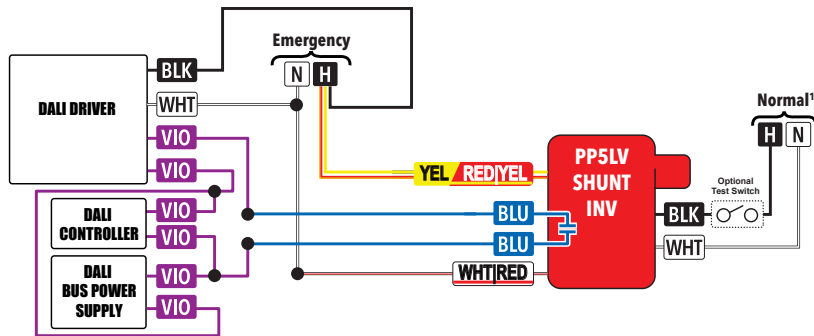 Emergency
N H
BLK
WHT
DALI DRIVER
VIO
VIO
VIO
DALI
CONTROLLER
VIO
DALI
BUS POWER
SUPPLY
VIO
VIO
YEL/RED|YEL
BLU
BLU
WHT|RED
PP5LV
SHUNT
INV
Normal¹
H N
Optional
Test Switch
BLK
WHT